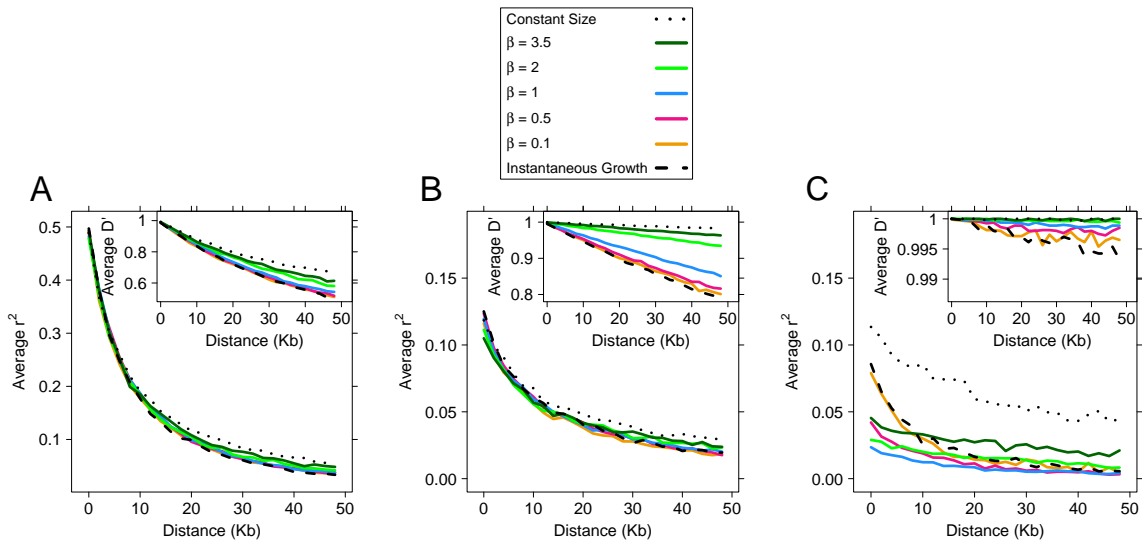 Constant Size
β = 3.5
β = 2
β = 1
β = 0.5
β = 0.1
Instantaneous Growth
A
Average r²
0.5
0.4
0.3
0.2
0.1
0 10 20 30 40 50
Distance (Kb)
Average D'
1
0.8
0.6
0 10 20 30 40 50
Distance (Kb)
B
Average r²
0.15
0.10
0.05
0.00
0 10 20 30 40 50
Distance (Kb)
Average D'
1
0.9
0.8
0 10 20 30 40 50
Distance (Kb)
C
Average r²
0.15
0.10
0.05
0.00
0 10 20 30 40 50
Distance (Kb)
Average D'
1
0.995
0.99
0 10 20 30 40 50
Distance (Kb)